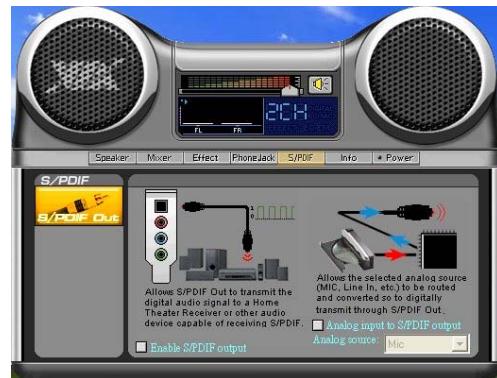 VIA
2CH
FL FR
Speaker Mixer Effect PhoneJack S/PDIF Info • Power
S/PDIF
S/PDIF Out
Allows S/PDIF Out to transmit the
digital audio signal to a Home
Theater Receiver or other audio
device capable of receiving S/PDIF.
Enable S/PDIF output
Allows the selected analog source
(MIC, Line In, etc.) to be routed
and converted so to digitally
transmit through S/PDIF Out.
Analog input to S/PDIF output
Analog source: Mic